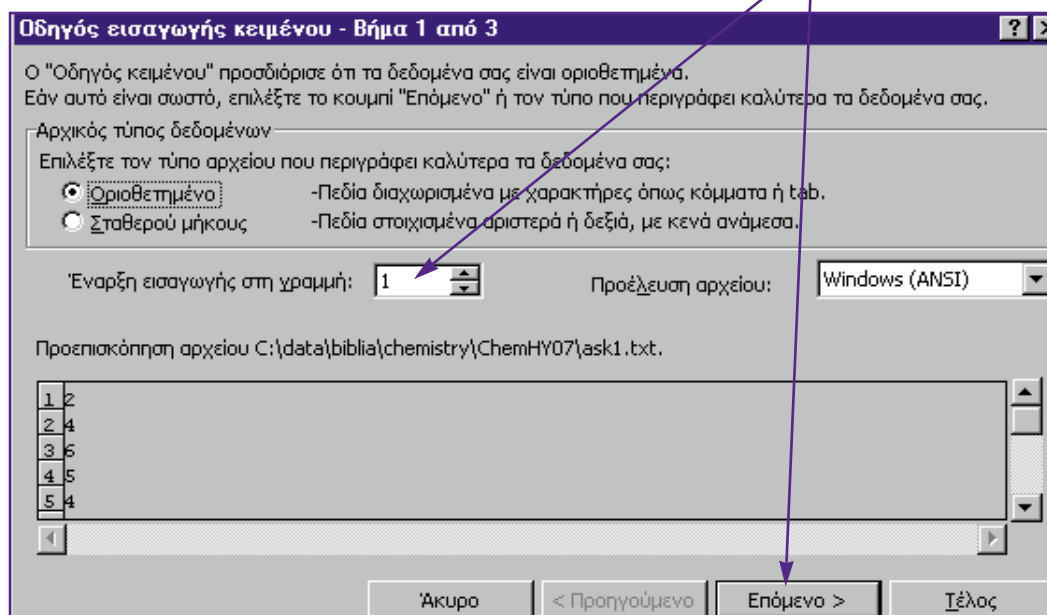 Οδηγός εισαγωγής κειμένου - Βήμα 1 από 3
Ο "Οδηγός κειμένου" προσδιόρισε ότι τα δεδομένα σας είναι οριοθετημένα.
Εάν αυτό είναι σωστό, επιλέξτε το κουμπί "Επόμενο" ή τον τύπο που περιγράφει καλύτερα τα δεδομένα σας.
Αρχικός τύπος δεδομένων
Επιλέξτε τον τύπο αρχείου που περιγράφει καλύτερα τα δεδομένα σας:
Οριοθετημένο -Πεδία διαχωρισμένα με χαρακτήρες όπως κόμματα ή tab.
Σταθερού μήκους -Πεδία στοιχισμένα αριστερά ή δεξιά, με κενά ανάμεσα.
Έναρξη εισαγωγής στη γραμμή: 1 Προέλευση αρχείου: Windows (ANSI)
Προεπισκόπηση αρχείου C:\data\biblia\chemistry\ChemHY07\ask1.txt.
1 2
2 4
3 6
4 5
5 4
Άκυρο < Προηγούμενο Επόμενο > Τέλος